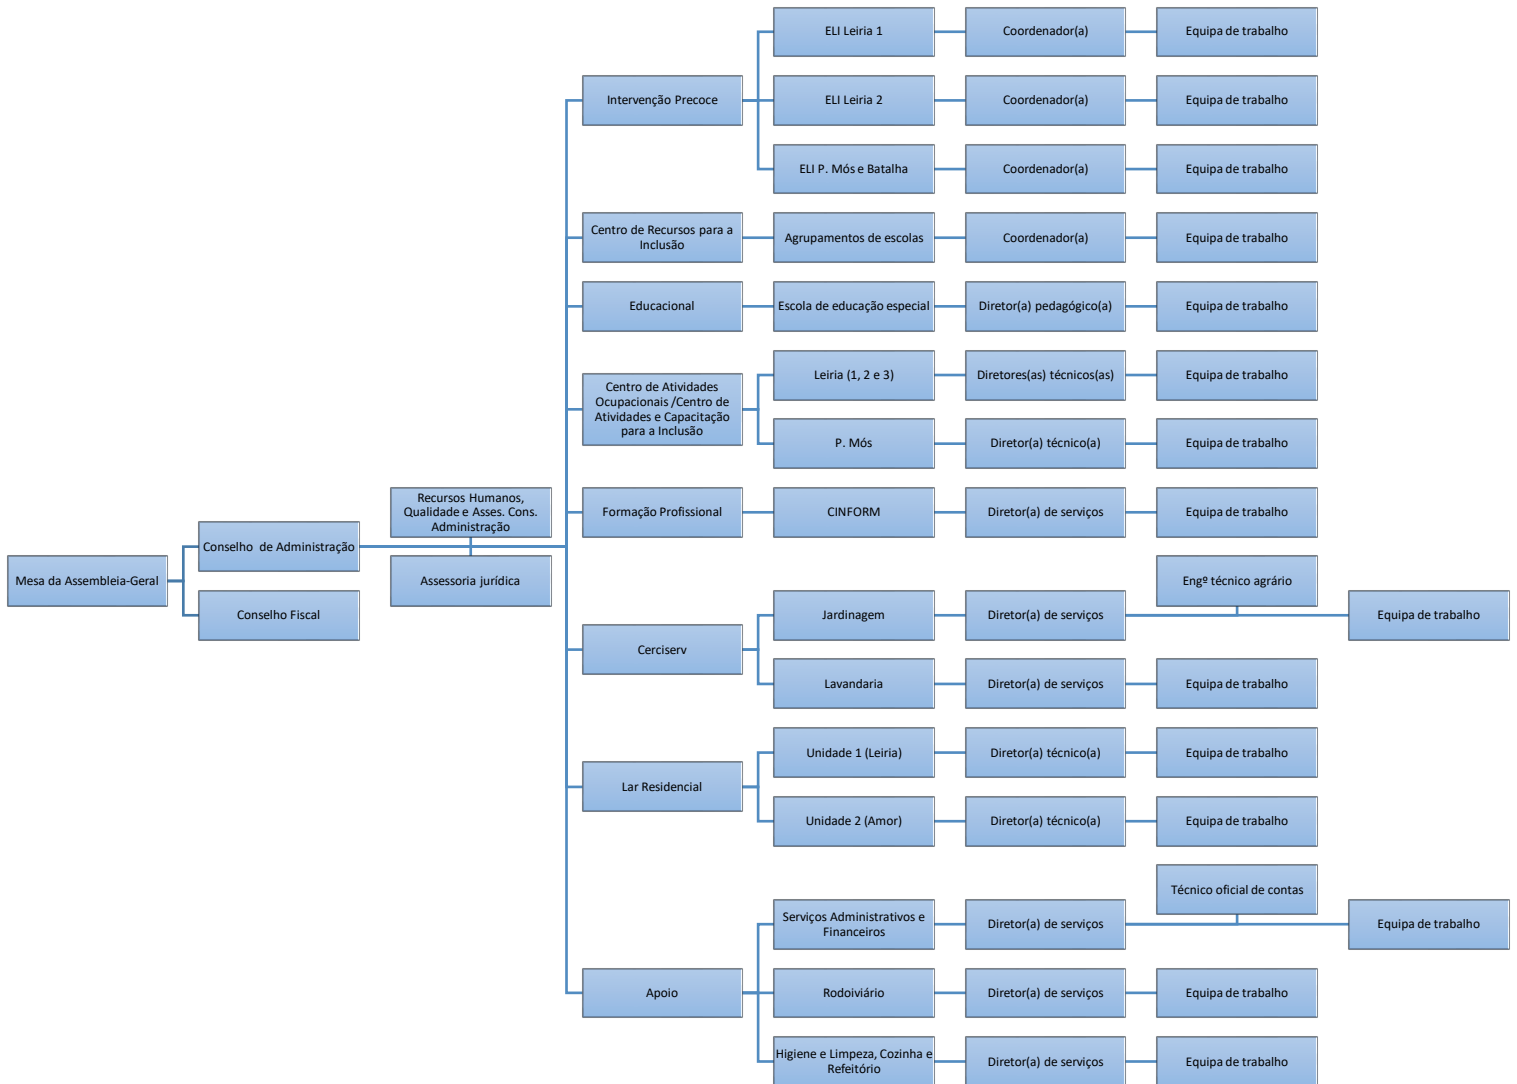 ELI Leiria 1
Coordenador(a)
Equipa de trabalho
Intervenção Precoce
ELI Leiria 2
Coordenador(a)
Equipa de trabalho
ELI P. Mós e Batalha
Coordenador(a)
Equipa de trabalho
Centro de Recursos para a
Inclusão
Agrupamentos de escolas
Coordenador(a)
Equipa de trabalho
Educacional
Escola de educação especial
Diretor(a) pedagógico(a)
Equipa de trabalho
Centro de Atividades
Ocupacionais /Centro de
Atividades e Capacitação
para a Inclusão
Leiria (1, 2 e 3)
Diretores(as) técnicos(as)
Equipa de trabalho
P. Mós
Diretor(a) técnico(a)
Equipa de trabalho
Recursos Humanos,
Qualidade e Asses. Cons.
Administração
Formação Profissional
CINFORM
Diretor(a) de serviços
Equipa de trabalho
Mesa da Assembleia-Geral
Conselho  de Administração
Conselho Fiscal
Assessoria jurídica
Engº técnico agrário
Jardinagem
Diretor(a) de serviços
Equipa de trabalho
Cerciserv
Lavandaria
Diretor(a) de serviços
Equipa de trabalho
Unidade 1 (Leiria)
Diretor(a) técnico(a)
Equipa de trabalho
Lar Residencial
Unidade 2 (Amor)
Diretor(a) técnico(a)
Equipa de trabalho
Técnico oficial de contas
Serviços Administrativos e
Financeiros
Diretor(a) de serviços
Equipa de trabalho
Apoio
Rodoiviário
Diretor(a) de serviços
Equipa de trabalho
Higiene e Limpeza, Cozinha e
Refeitório
Diretor(a) de serviços
Equipa de trabalho